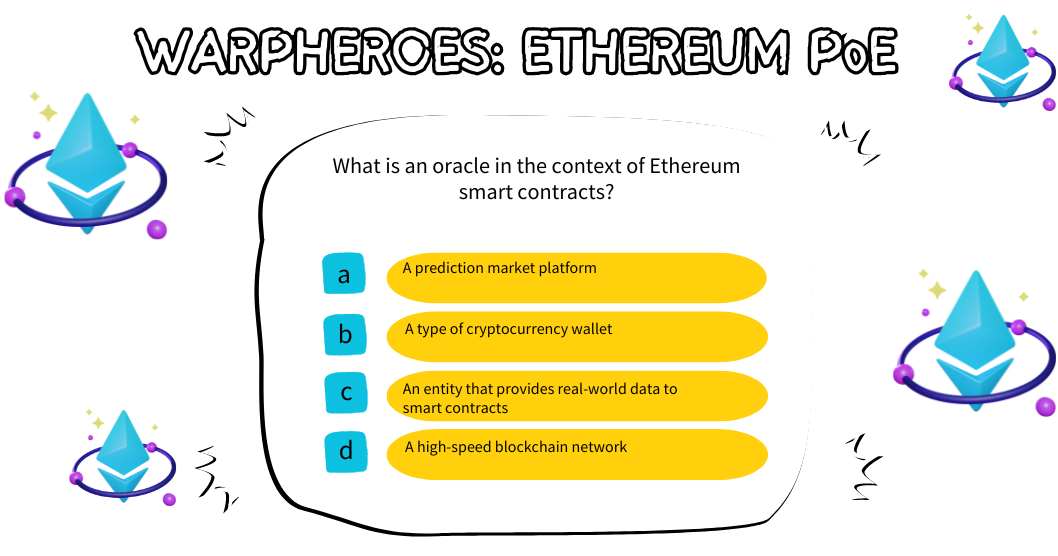 WARPHEROES: ETHEREUM PoE
What is an oracle in the context of Ethereum
smart contracts?
a
A prediction market platform
b
A type of cryptocurrency wallet
c
An entity that provides real-world data to
smart contracts
d
A high-speed blockchain network